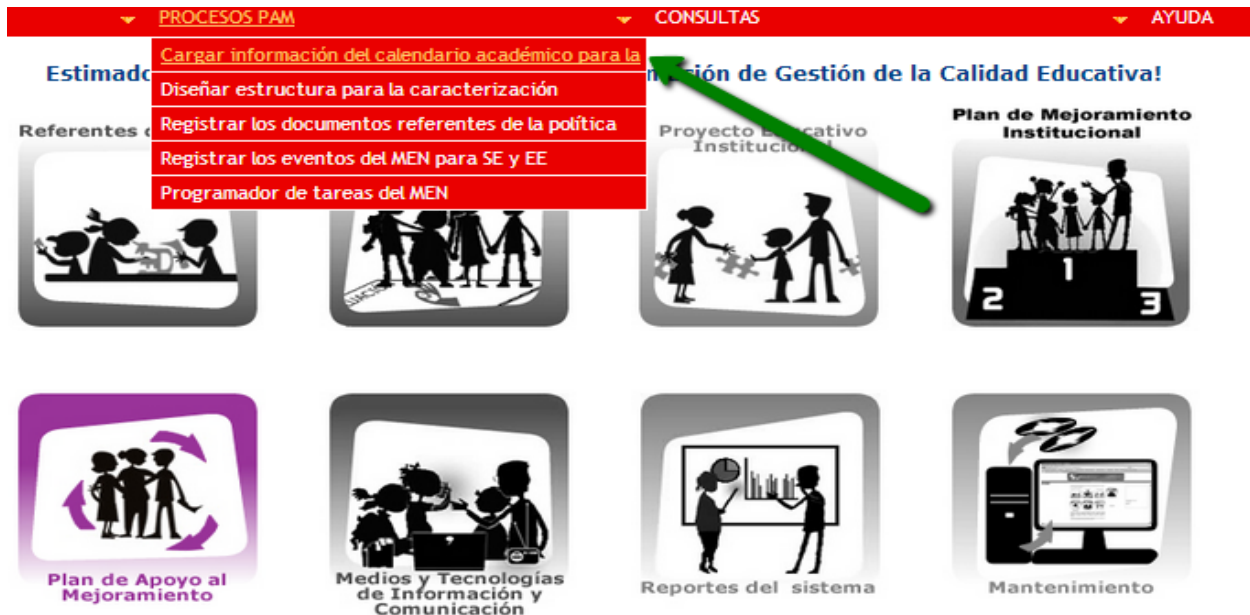 PROCESOS PAM
CONSULTAS
AYUDA
Cargar información del calendario académico para la
Diseñar estructura para la caracterización
Registrar los documentos referentes de la política
Registrar los eventos del MEN para SE y EE
Programador de tareas del MEN
de Gestión de la Calidad Educativa!
Referentes
Proyecto Educativo
Institucional
Plan de Mejoramiento
Institucional
1
2
3
Plan de Apoyo al
Mejoramiento
Medios y Tecnologías
de Información y
Comunicación
Reportes del sistema
Mantenimiento